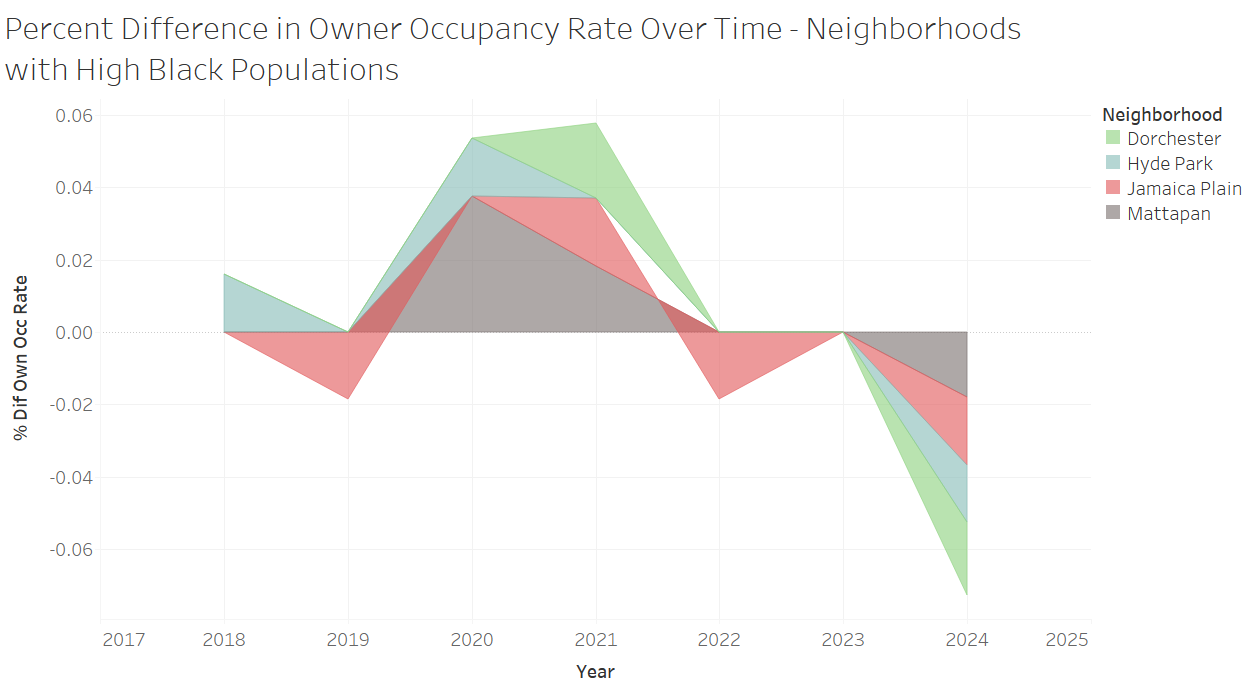 Percent Difference in Owner Occupancy Rate Over Time - Neighborhoods
with High Black Populations
Neighborhood
Dorchester
Hyde Park
Jamaica Plain
Mattapan
% Dif Own Occ Rate
0.06
0.04
0.02
0.00
-0.02
-0.04
-0.06
2017 2018 2019 2020 2021 2022 2023 2024 2025
Year